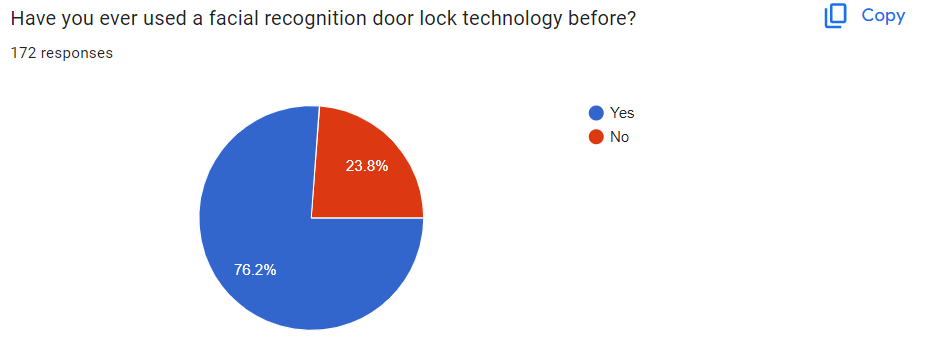 Have you ever used a facial recognition door lock technology before?
Copy
172 responses
Yes
No
23.8%
76.2%